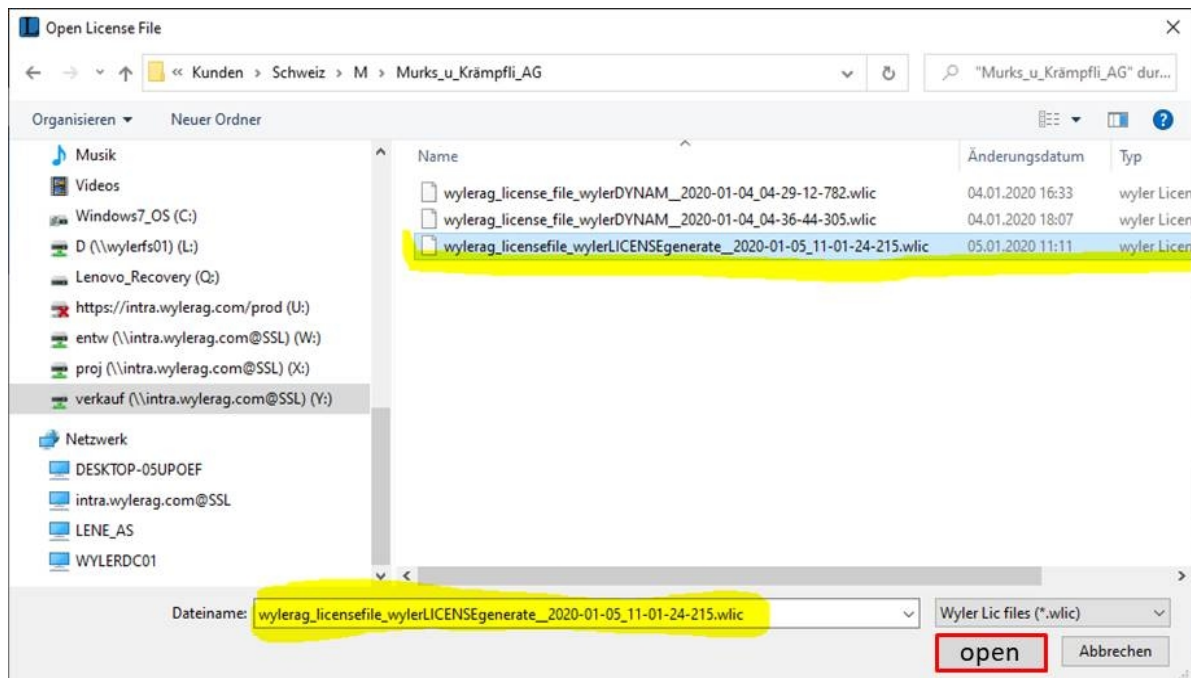 Open License File
« Kunden > Schweiz > M > Murks_u_Krämpfli_AG
"Murks_u_Krämpfli_AG" dur...
Organisieren
Neuer Ordner
Musik
Videos
Windows7_OS (C:)
D (\\wylerfs01) (L:)
Lenovo_Recovery (Q:)
https://intra.wylerag.com/prod (U:)
entw (\\intra.wylerag.com@SSL) (W:)
proj (\\intra.wylerag.com@SSL) (X:)
verkauf (\\intra.wylerag.com@SSL) (Y:)
Netzwerk
DESKTOP-05UPOEF
intra.wylerag.com@SSL
LENE_AS
WYLERDC01
Name Änderungsdatum Typ
wylerag_license_file_wylerDYNAM__2020-01-04_04-29-12-782.wlic 04.01.2020 16:33 wyler Licen
wylerag_license_file_wylerDYNAM__2020-01-04_04-36-44-305.wlic 04.01.2020 18:07 wyler Licen
wylerag_licensefile_wylerLICENSEgenerate__2020-01-05_11-01-24-215.wlic 05.01.2020 11:11 wyler Licen
Dateiname: wylerag_licensefile_wylerLICENSEgenerate__2020-01-05_11-01-24-215.wlic
Wyler Lic files (*.wlic)
open
Abbrechen